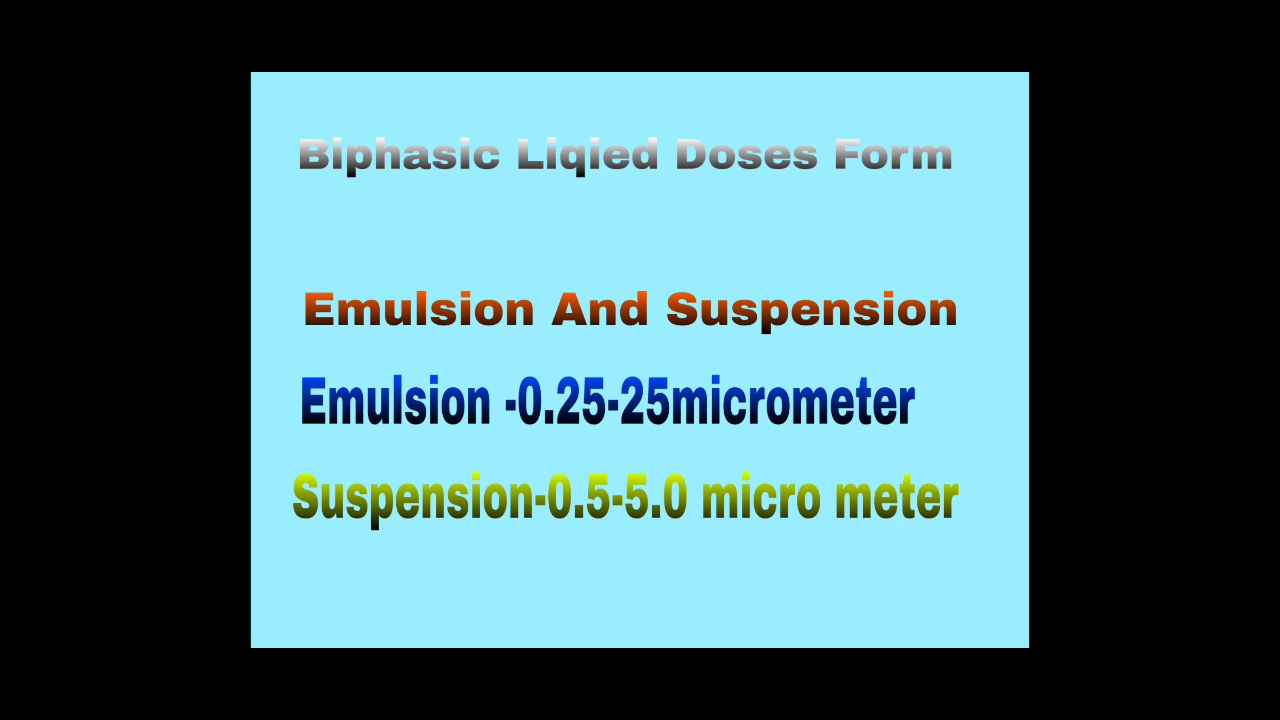 Biphasic Liqied Doses Form
Emulsion And Suspension
Emulsion -0.25-25micrometer
Suspension-0.5-5.0 micro meter